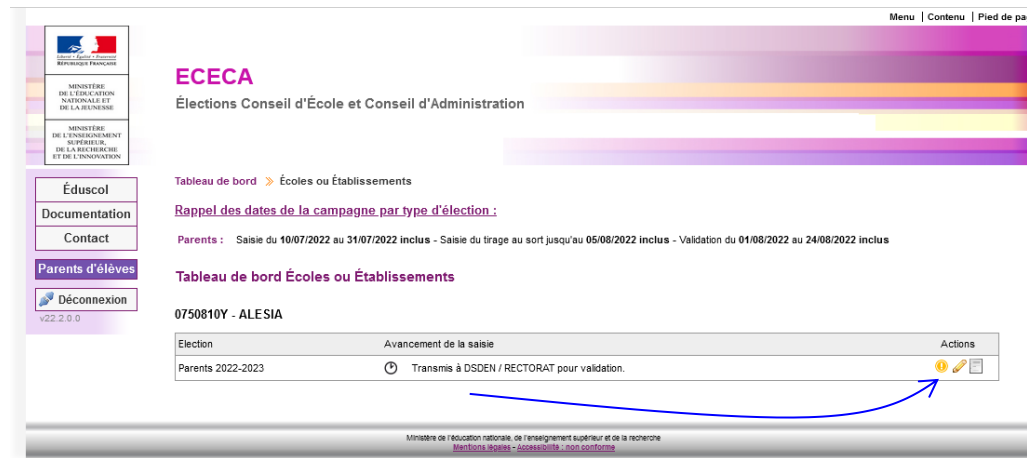 Menu | Contenu | Pied de pa
Liberté • Égalité • Fraternité
RÉPUBLIQUE FRANÇAISE
MINISTÈRE
DE L'ÉDUCATION
NATIONALE ET
DE LA JEUNESSE
MINISTÈRE
DE L'ENSEIGNEMENT
SUPÉRIEUR,
DE LA RECHERCHE
ET DE L'INNOVATION
ECECA
Élections Conseil d'École et Conseil d'Administration
Éduscol
Documentation
Contact
Parents d'élèves
Déconnexion
v22.2.0.0
Tableau de bord » Écoles ou Établissements
Rappel des dates de la campagne par type d'élection :
Parents : Saisie du 10/07/2022 au 31/07/2022 inclus - Saisie du tirage au sort jusqu'au 05/08/2022 inclus - Validation du 01/08/2022 au 24/08/2022 inclus
Tableau de bord Écoles ou Établissements
0750810Y - ALESIA
Election Avancement de la saisie Actions
Parents 2022-2023 Transmis à DSDEN / RECTORAT pour validation.
Ministère de l'éducation nationale, de l'enseignement supérieur et de la recherche
Mentions légales - Accessibilité : non conforme